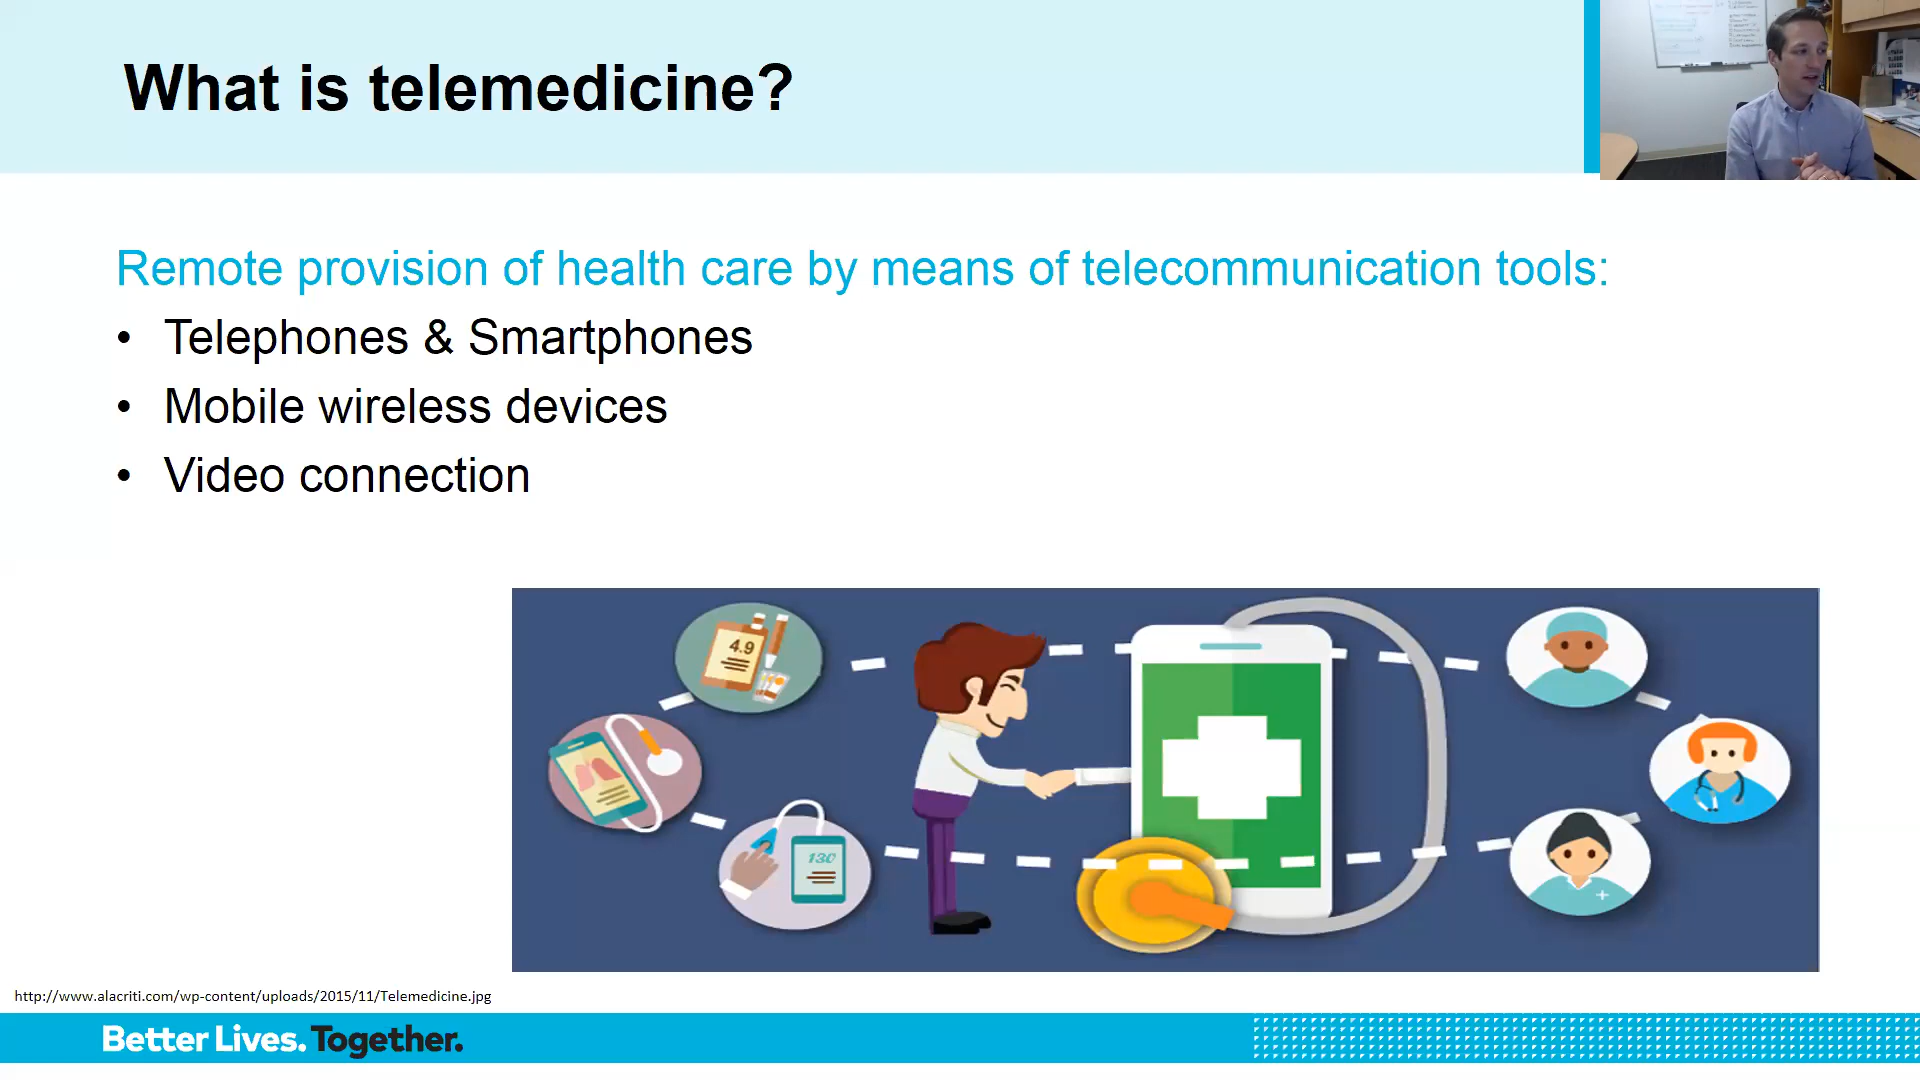 What is telemedicine?
Remote provision of health care by means of telecommunication tools:
• Telephones & Smartphones
• Mobile wireless devices
• Video connection
4.9
130
http://www.alacriti.com/wp-content/uploads/2015/11/Telemedicine.jpg
Better Lives. Together.